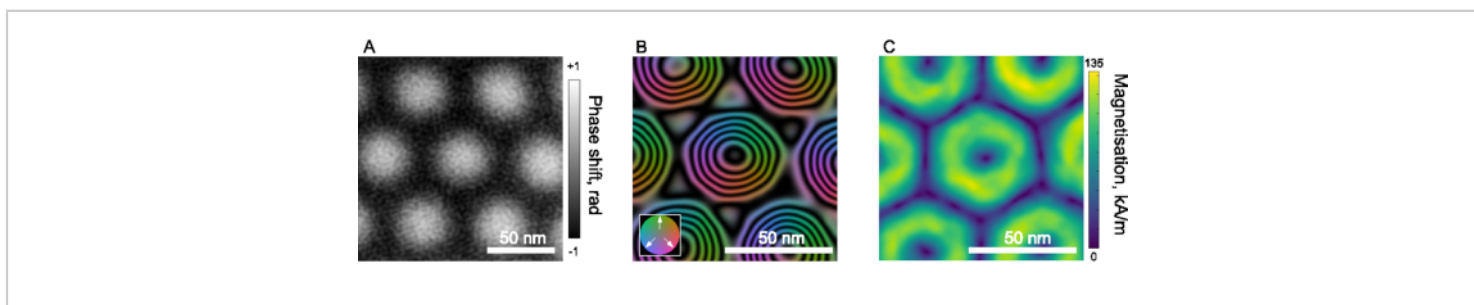 A
+1
Phase shift, rad
-1
50 nm
B
50 nm
C
135
Magnetisation, kA/m
0
50 nm